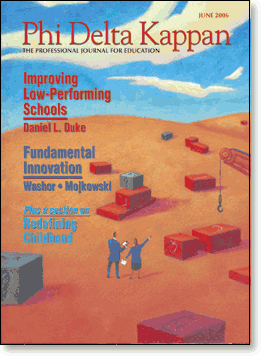 JUNE 2006
Phi Delta Kappan
THE PROFESSIONAL JOURNAL FOR EDUCATION
Improving
Low-Performing
Schools
Daniel L. Duke
Fundamental
Innovation
Washor • Mojkowski
Plus a section on
Redefining
Childhood